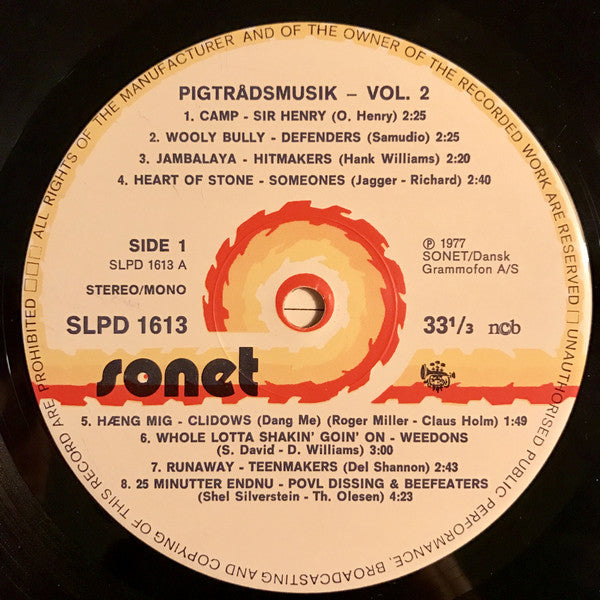 ALL RIGHTS OF THE MANUFACTURER AND OF THE OWNER OF THE RECORDED WORK ARE RESERVED □ UNAUTHORISED PUBLIC PERFORMANCE, BROADCASTING AND COPYING OF THIS RECORD ARE PROHIBITED □□□
PIGTRÅDSMUSIK – VOL. 2
1. CAMP - SIR HENRY (O. Henry) 2:25
2. WOOLY BULLY - DEFENDERS (Samudio) 2:25
3. JAMBALAYA - HITMAKERS (Hank Williams) 2:20
4. HEART OF STONE - SOMEONES (Jagger - Richard) 2:40
SIDE 1
SLPD 1613 A
STEREO/MONO
SLPD 1613
℗ 1977
SONET/Dansk
Grammofon A/S
33 1/3 ncb
sonet
5. HÆNG MIG - CLIDOWS (Dang Me) (Roger Miller - Claus Holm) 1:49
6. WHOLE LOTTA SHAKIN' GOIN' ON - WEEDONS
(S. David - D. Williams) 3:00
7. RUNAWAY - TEENMAKERS (Del Shannon) 2:43
8. 25 MINUTTER ENDNU - POVL DISSING & BEEFEATERS
(Shel Silverstein - Th. Olesen) 4:23